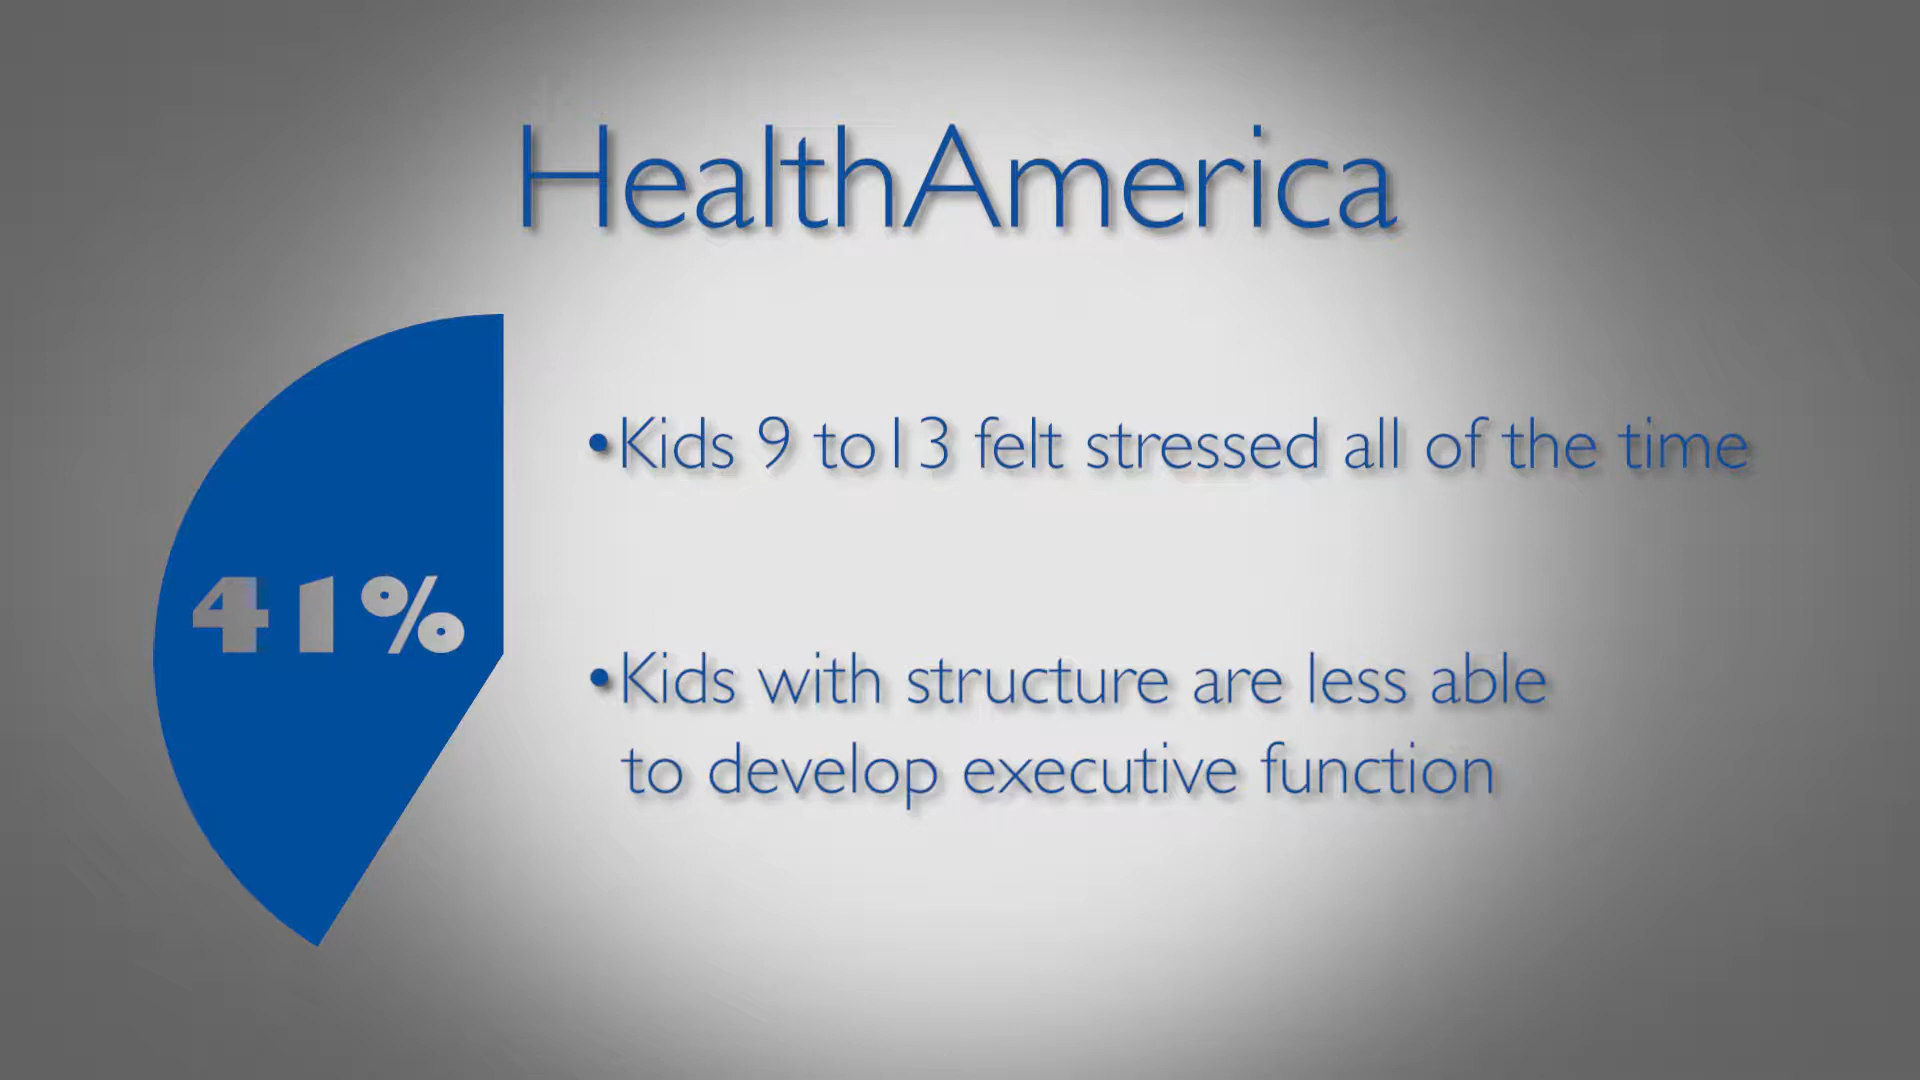 HealthAmerica
•Kids 9 to13 felt stressed all of the time
41%
•Kids with structure are less able
to develop executive function